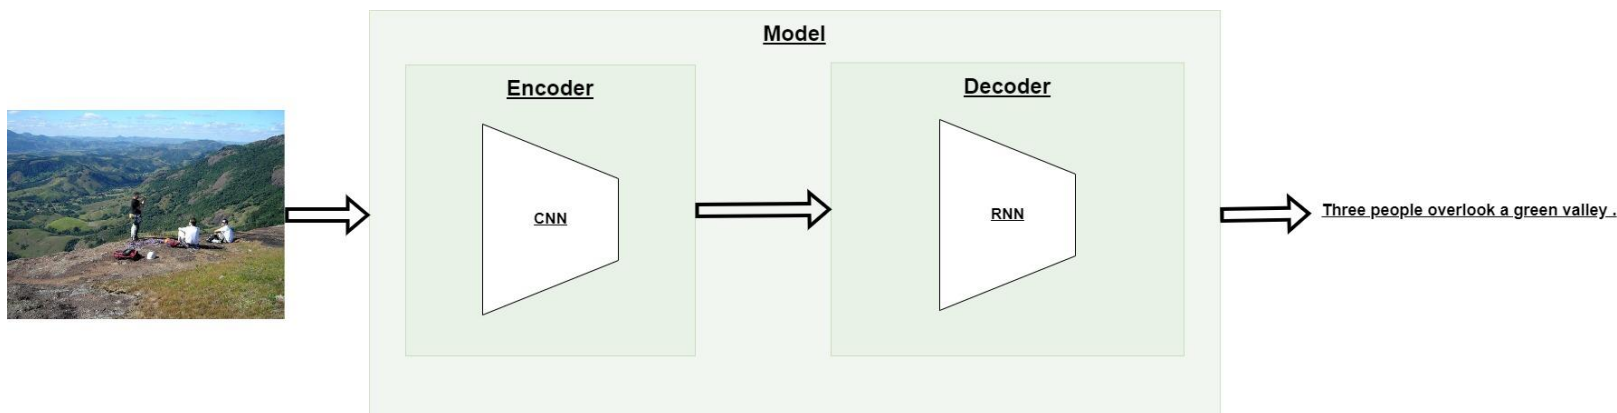 Model
Encoder
Decoder
CNN
RNN
Three people overlook a green valley .